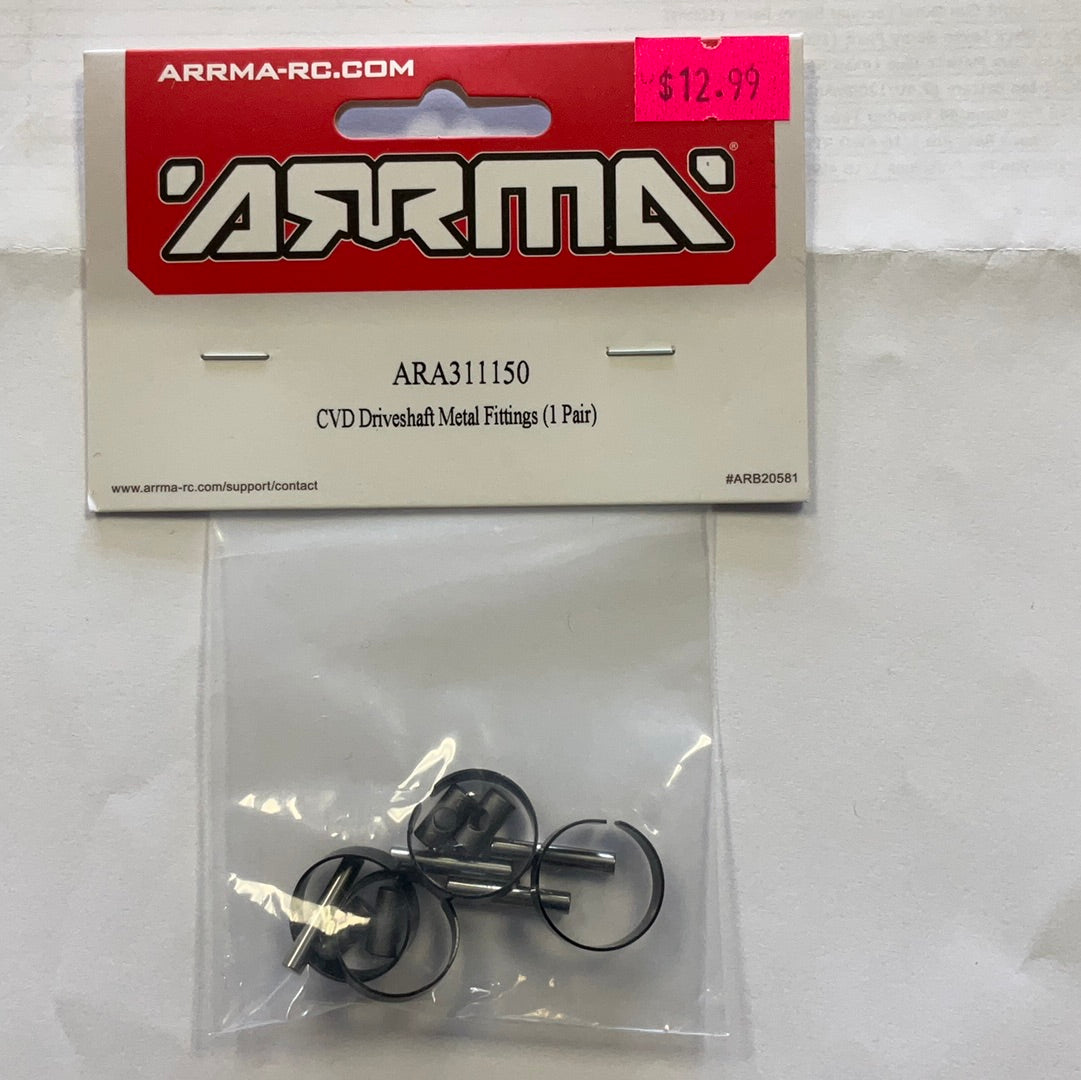 ARRMA-RC.COM
$12.99
ARRMA®
ARA311150
CVD Driveshaft Metal Fittings (1 Pair)
www.arrma-rc.com/support/contact
#ARB20581